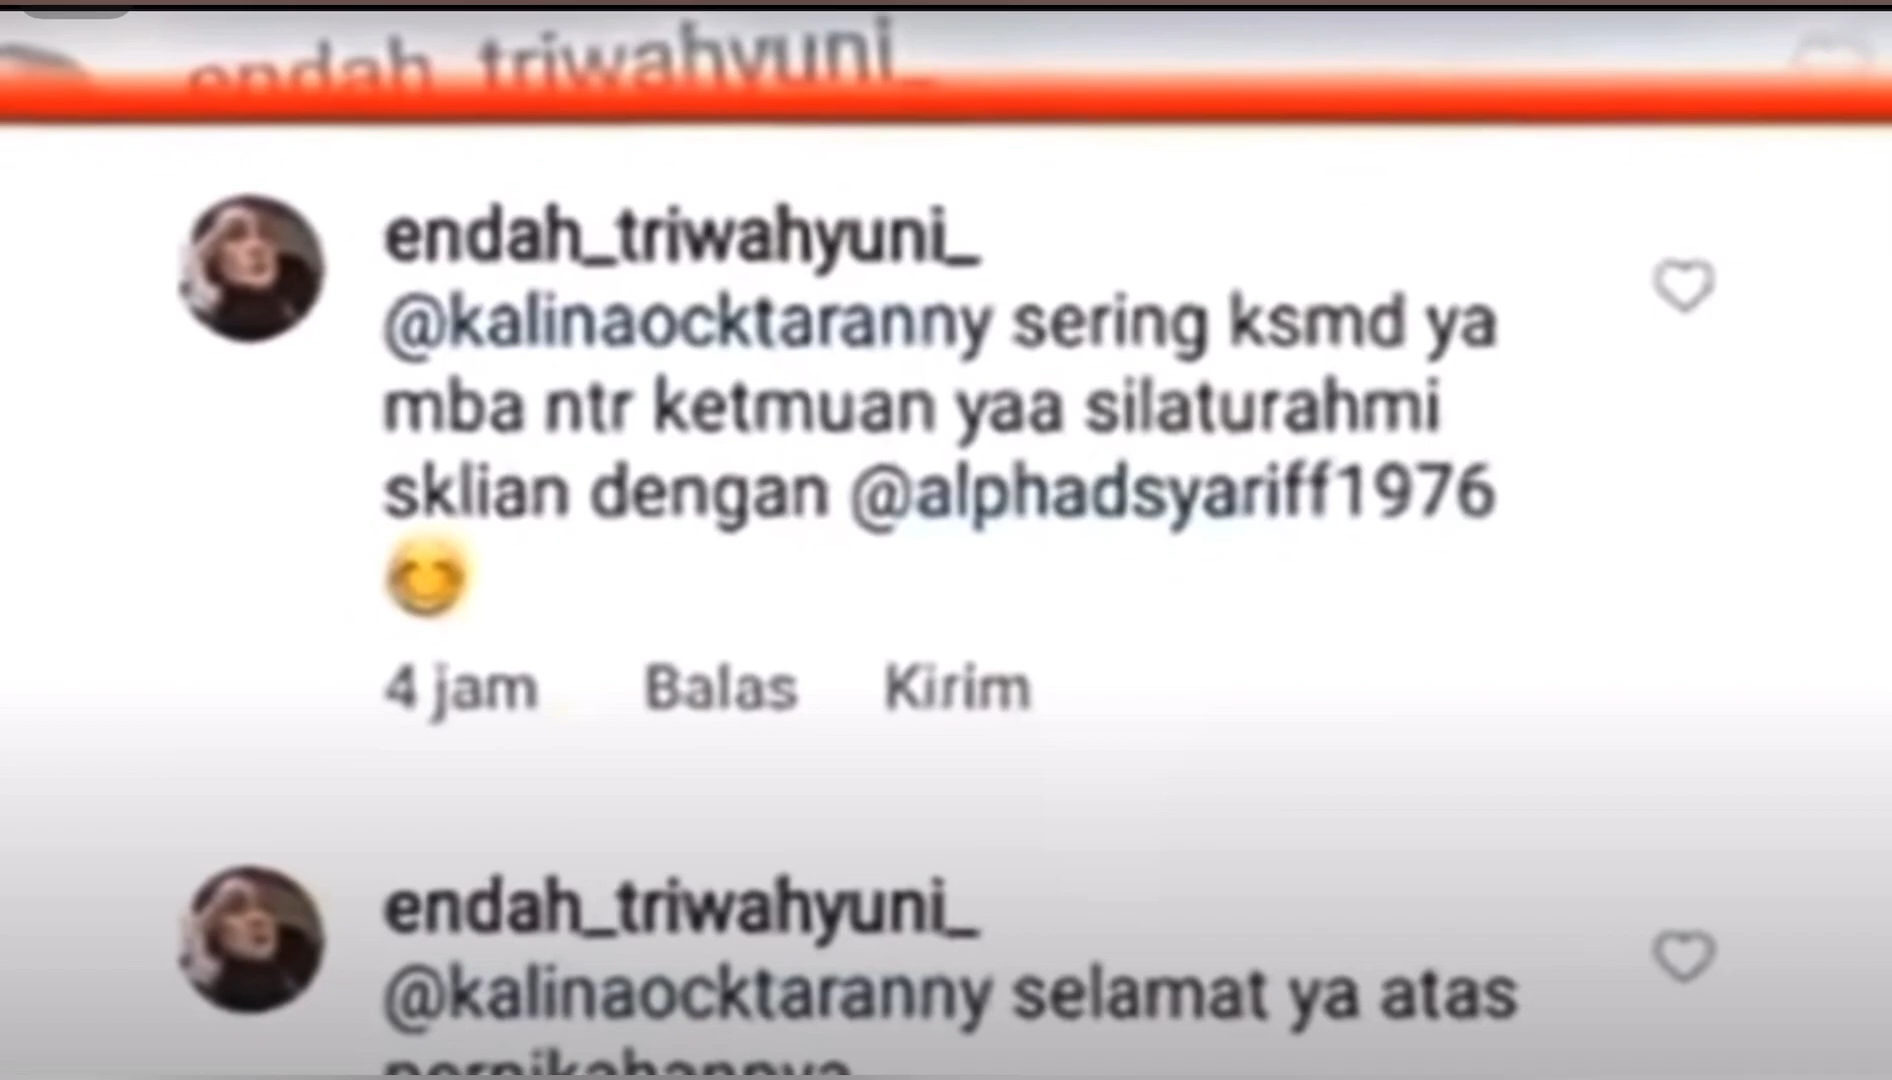 endah_triwahyuni_
endah_triwahyuni_
@kalinaocktaranny sering ksmd ya
mba ntr ketmuan yaa silaturahmi
sklian dengan @alphadsyariff1976
😊
4 jam Balas Kirim
endah_triwahyuni_
@kalinaocktaranny selamat ya atas
pernikahannya